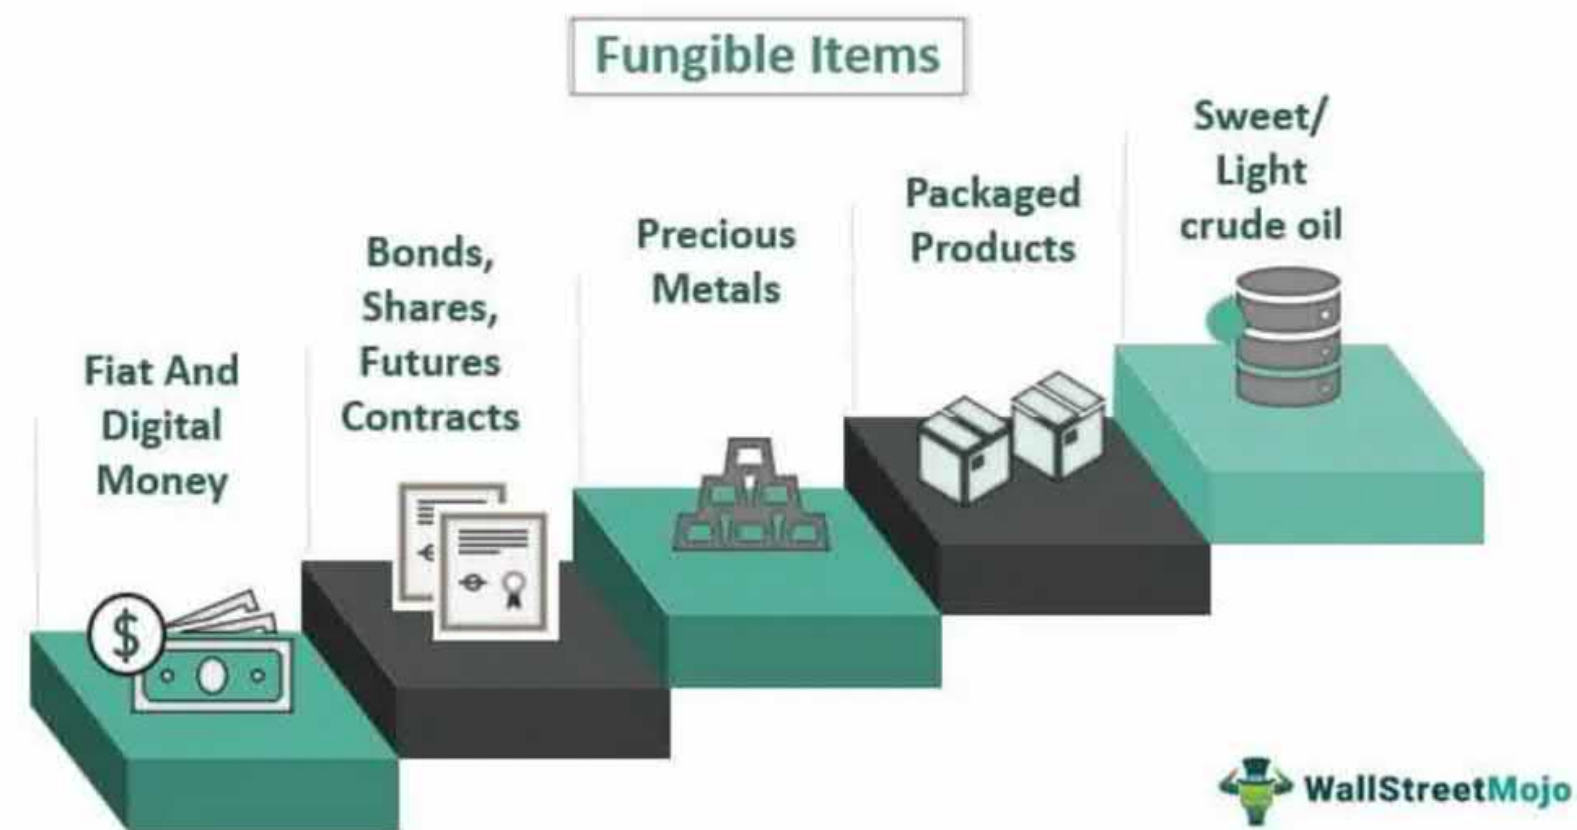 Fungible Items
Fiat And
Digital
Money
$
Bonds,
Shares,
Futures
Contracts
Precious
Metals
Packaged
Products
Sweet/
Light
crude oil
WallStreetMojo